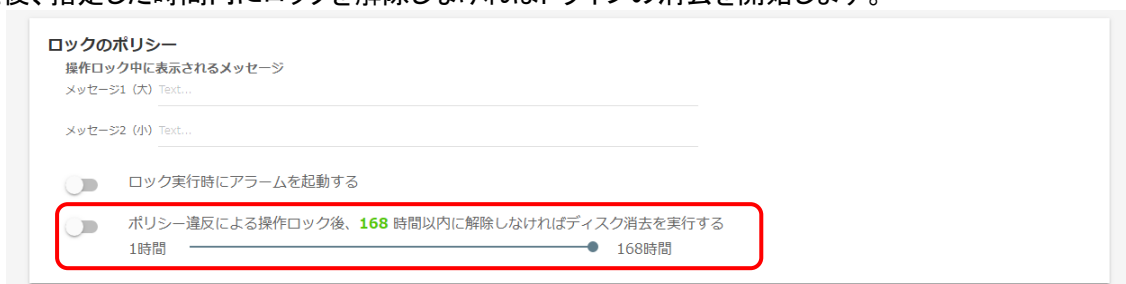 後、指定した時間内にロックを解除しなければドライブの消去を開始します。
ロックのポリシー
操作ロック中に表示されるメッセージ
メッセージ1（大） Text...
メッセージ2（小） Text...
ロック実行時にアラームを起動する
ポリシー違反による操作ロック後、168 時間以内に解除しなければディスク消去を実行する
1時間 168時間